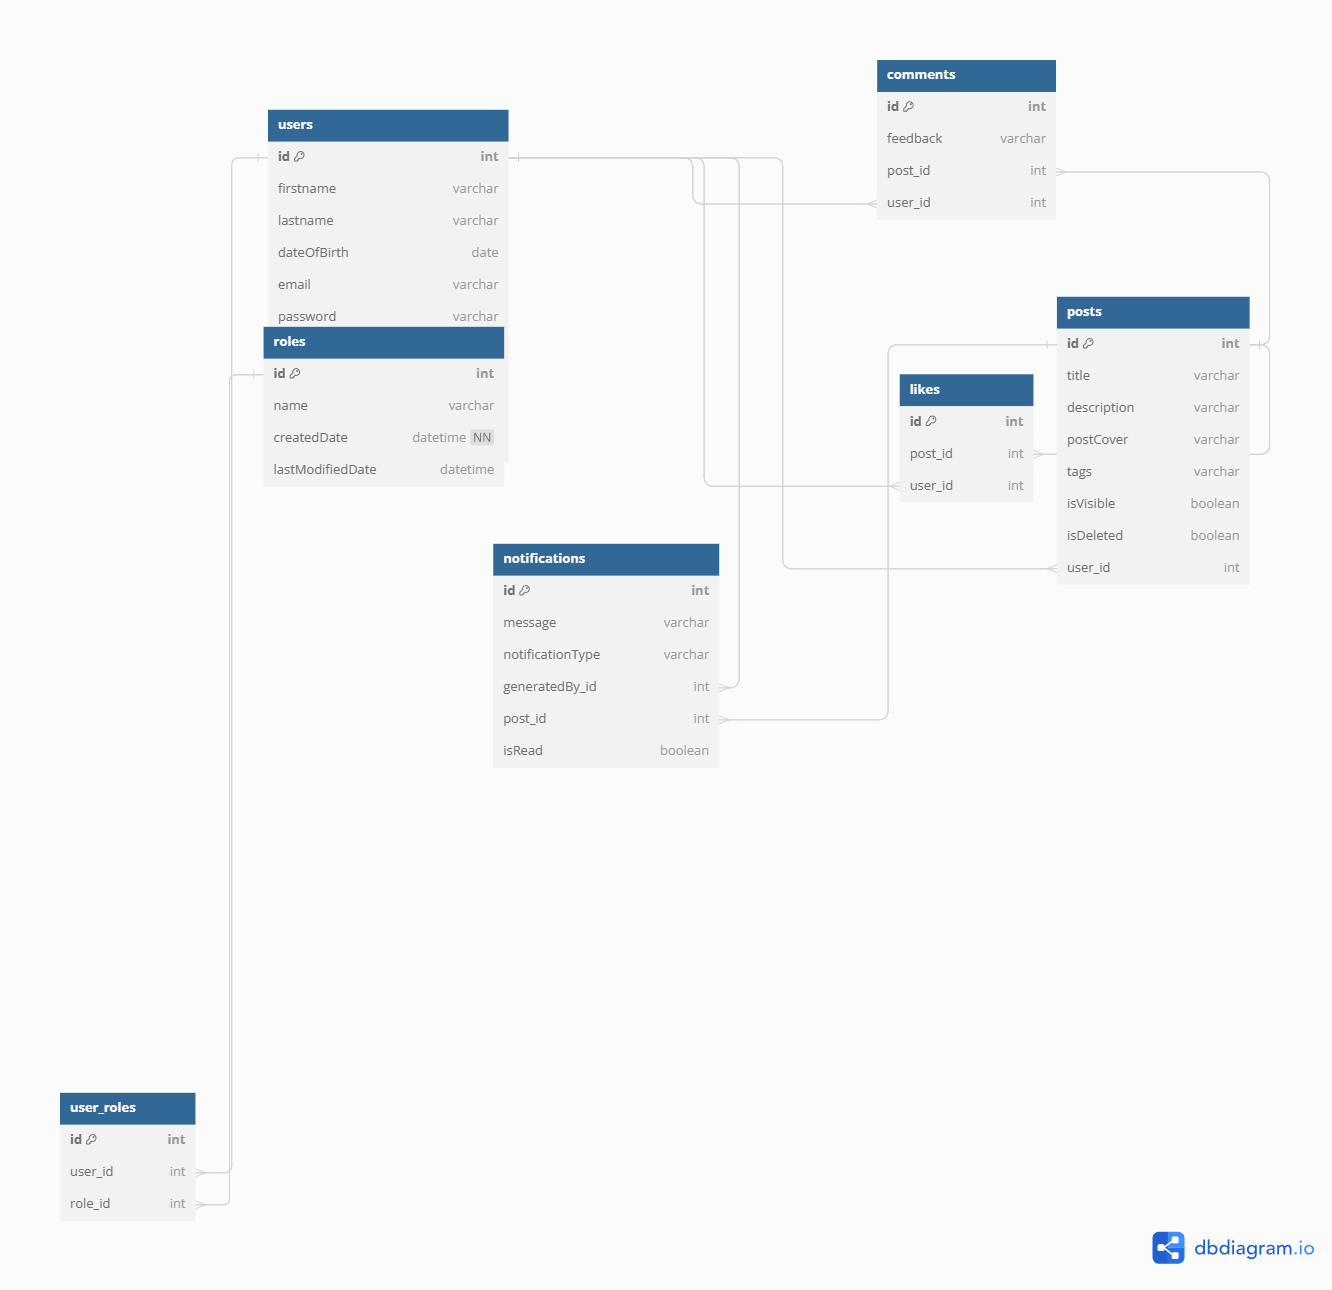 comments
id int
feedback varchar
post_id int
user_id int
users
id int
firstname varchar
lastname varchar
dateOfBirth date
email varchar
password varchar
roles
id int
name varchar
createdDate datetime NN
lastModifiedDate datetime
posts
id int
title varchar
description varchar
postCover varchar
tags varchar
isVisible boolean
isDeleted boolean
user_id int
likes
id int
post_id int
user_id int
notifications
id int
message varchar
notificationType varchar
generatedBy_id int
post_id int
isRead boolean
user_roles
id int
user_id int
role_id int
dbdiagram.io